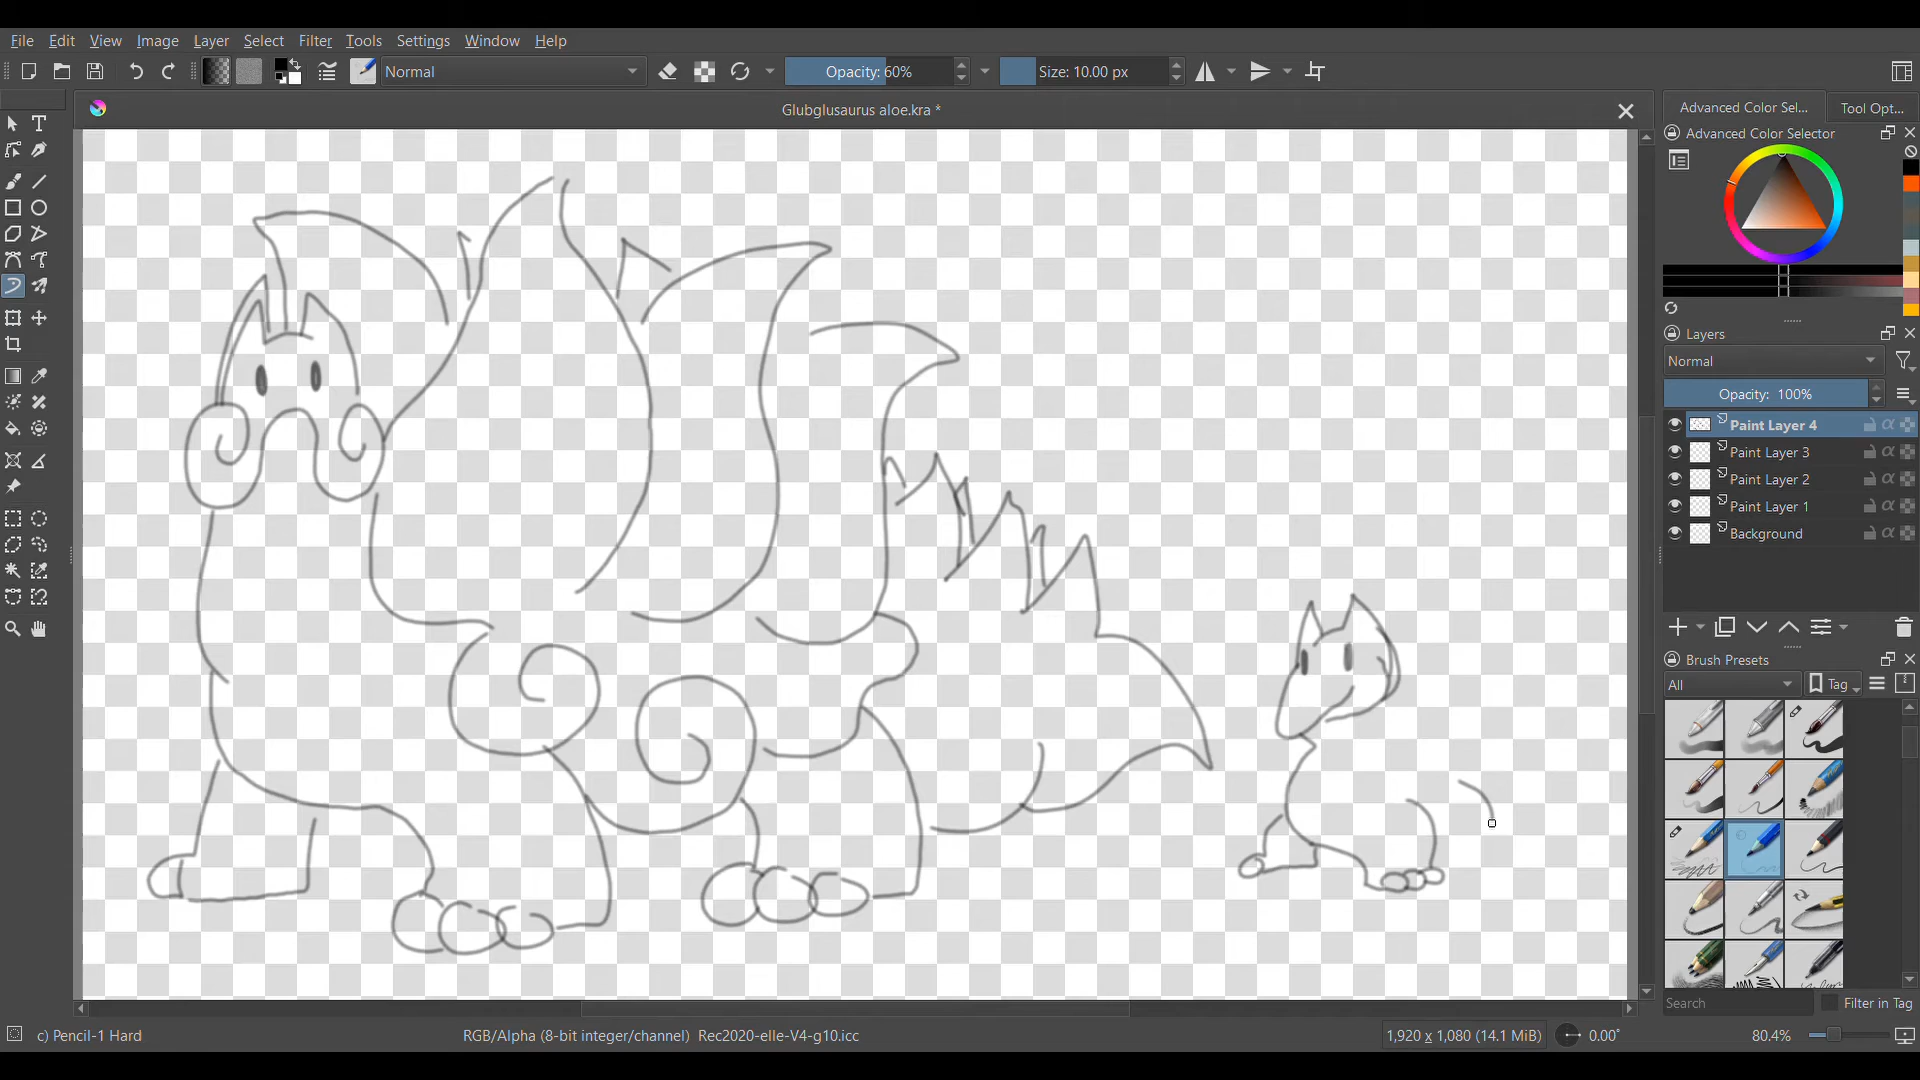 File Edit View Image Layer Select Filter Tools Settings Window Help
Normal Opacity: 60% Size: 10.00 px
Glubglusaurus aloe.kra *
Advanced Color Sel... Tool Opt...
Advanced Color Selector
Layers
Normal
Opacity: 100%
Paint Layer 4
Paint Layer 3
Paint Layer 2
Paint Layer 1
Background
Brush Presets
All Tag
Search Filter in Tag
c) Pencil-1 Hard RGB/Alpha (8-bit integer/channel) Rec2020-elle-V4-g10.icc 1,920 x 1,080 (14.1 MiB) 0.00° 80.4%